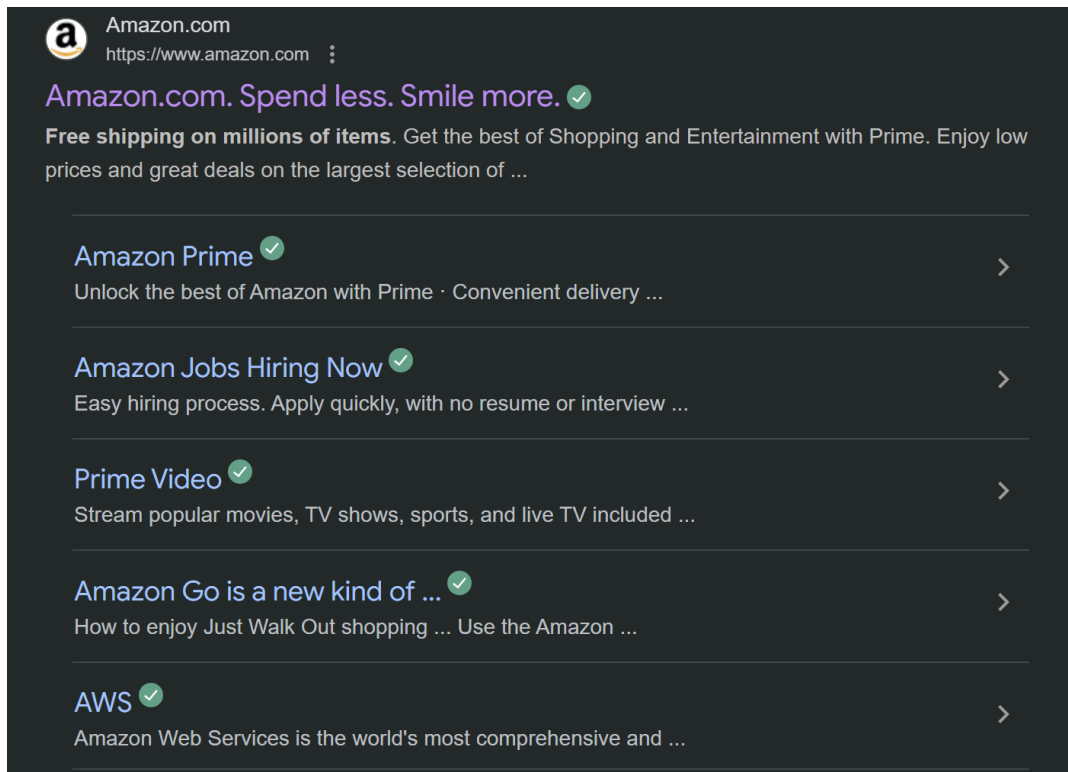 Amazon.com
https://www.amazon.com
Amazon.com. Spend less. Smile more.
Free shipping on millions of items. Get the best of Shopping and Entertainment with Prime. Enjoy low
prices and great deals on the largest selection of ...
Amazon Prime
Unlock the best of Amazon with Prime · Convenient delivery ...
Amazon Jobs Hiring Now
Easy hiring process. Apply quickly, with no resume or interview ...
Prime Video
Stream popular movies, TV shows, sports, and live TV included ...
Amazon Go is a new kind of ...
How to enjoy Just Walk Out shopping ... Use the Amazon ...
AWS
Amazon Web Services is the world's most comprehensive and ...